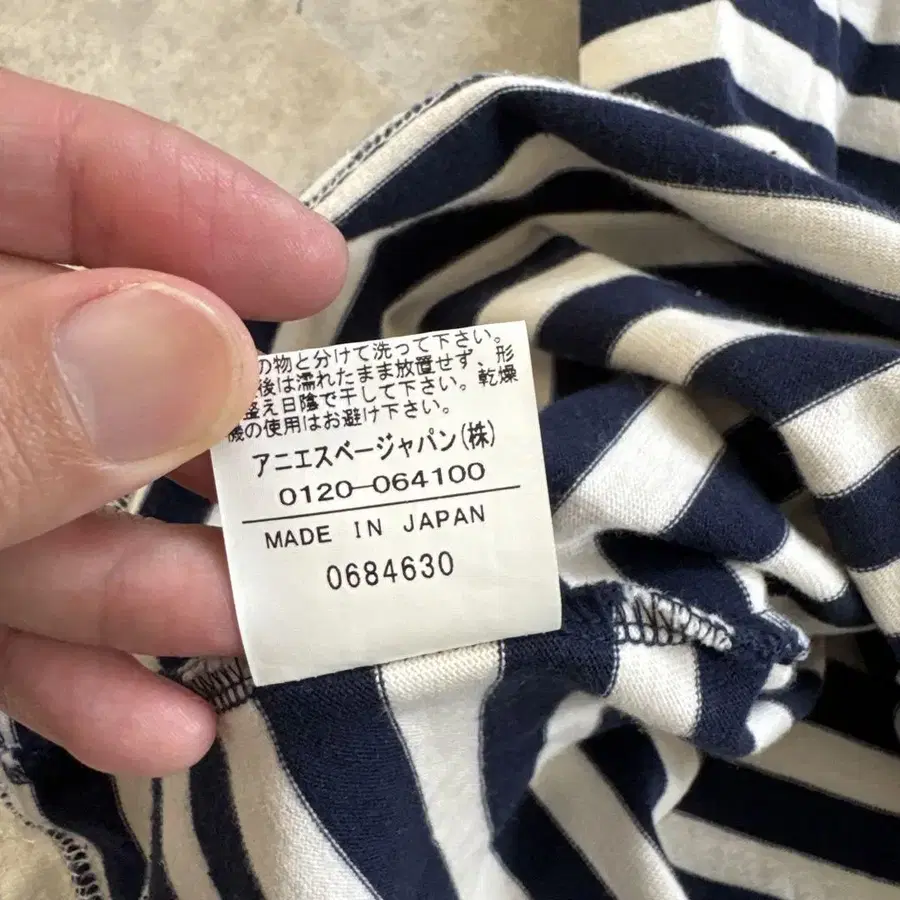 の物と分けて洗って下さい。
後は濡れたまま放置せず、形
整え日陰で干して下さい。乾燥
機の使用はお避け下さい。
アニエスベージャパン(株)
0120-064100
MADE IN JAPAN
0684630